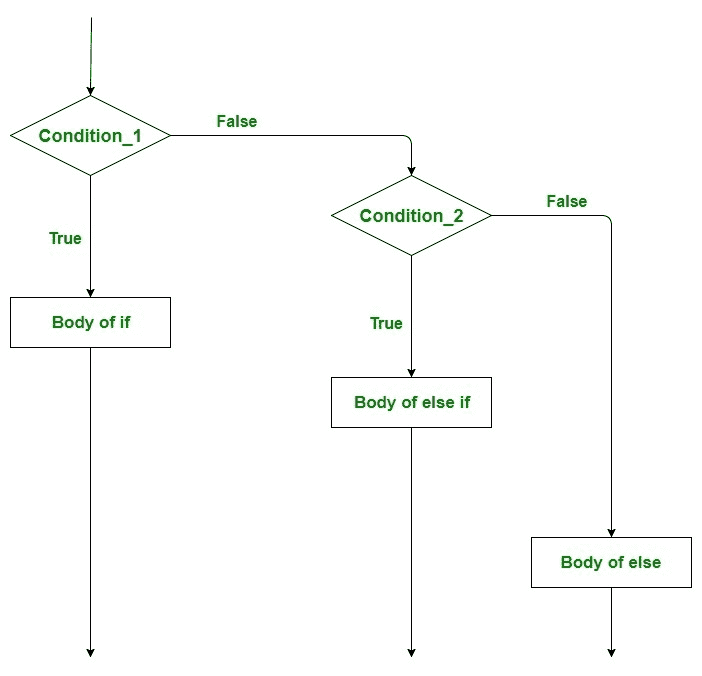 False
Condition_1
False
Condition_2
True
Body of if
True
Body of else if
Body of else